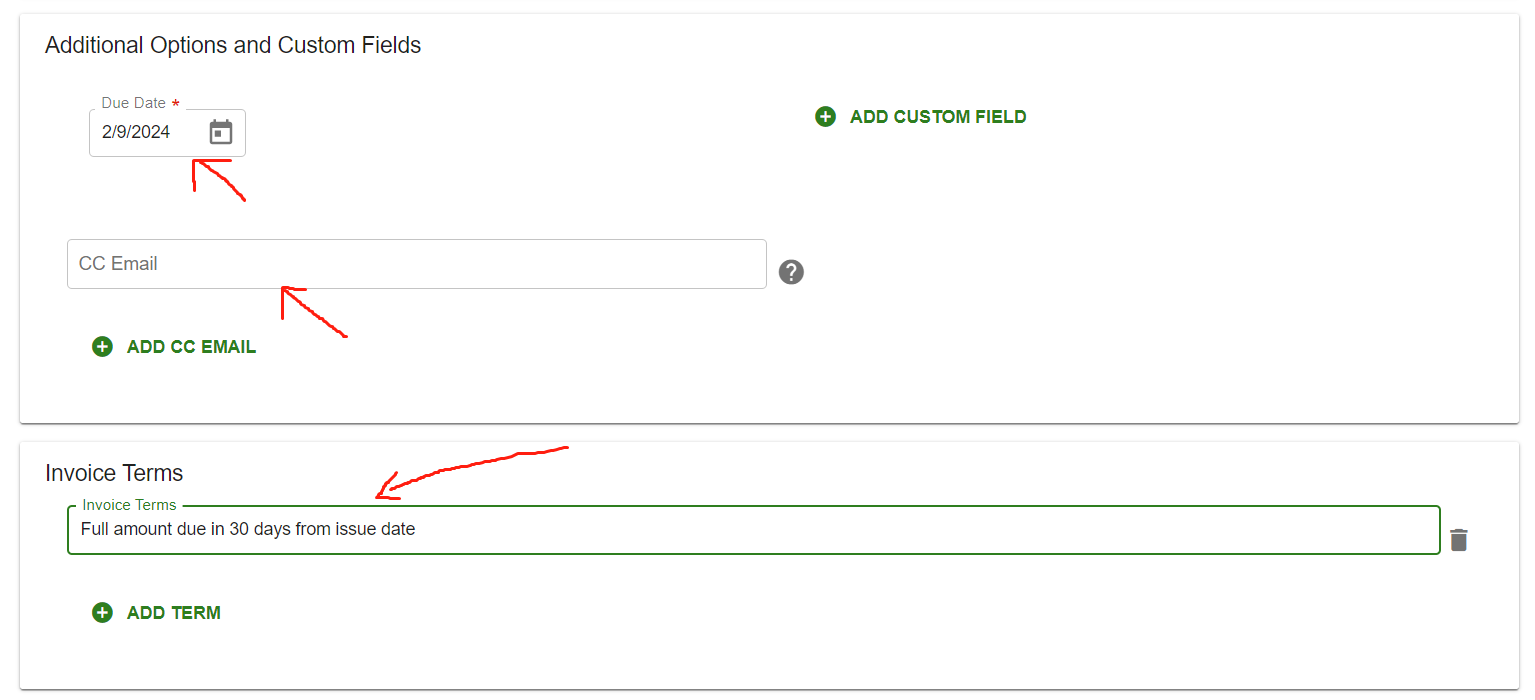 Additional Options and Custom Fields
Due Date *
2/9/2024
ADD CUSTOM FIELD
CC Email
ADD CC EMAIL
Invoice Terms
Invoice Terms
Full amount due in 30 days from issue date
ADD TERM